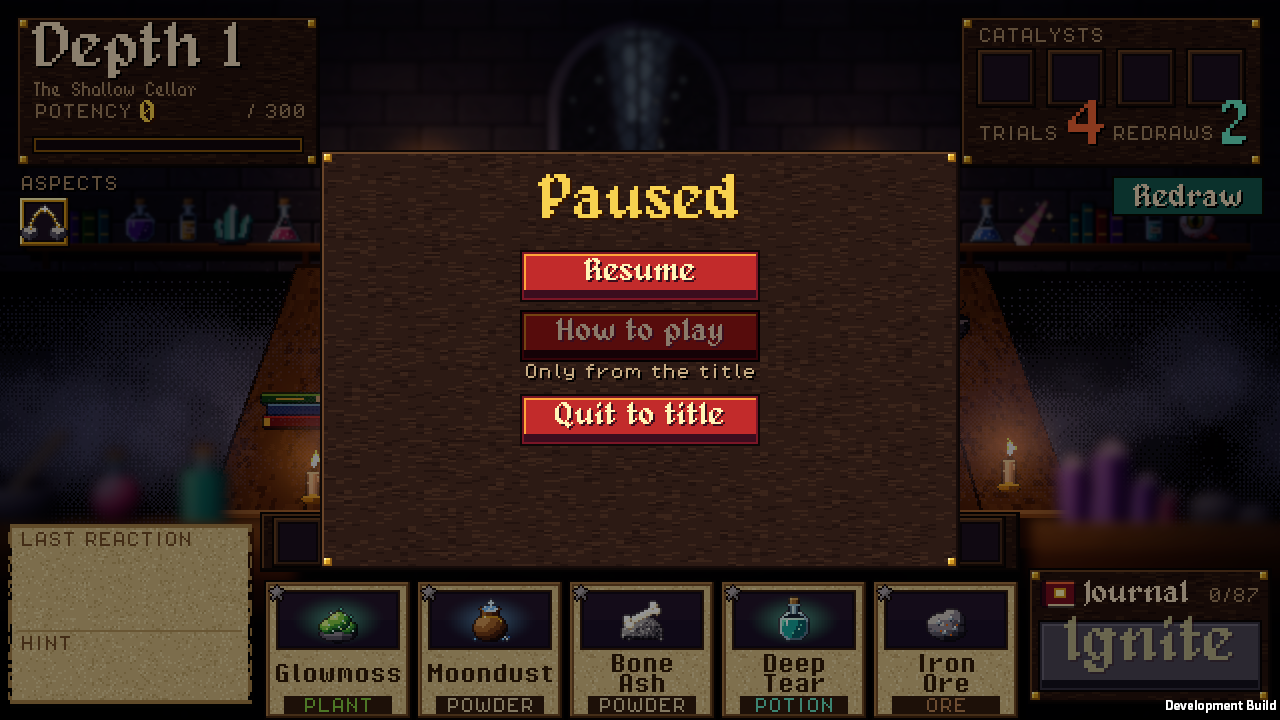 Depth 1
The Shallow Cellar
POTENCY 0 / 300
ASPECTS
CATALYSTS
TRIALS 4 REDRAWS 2
Redraw
Paused
Resume
How to play
Only from the title
Quit to title
LAST REACTION
HINT
Glowmoss
PLANT
Moondust
POWDER
Bone
Ash
POWDER
Deep
Tear
POTION
Iron
Ore
ORE
Journal 0/87
Ignite
Development Build